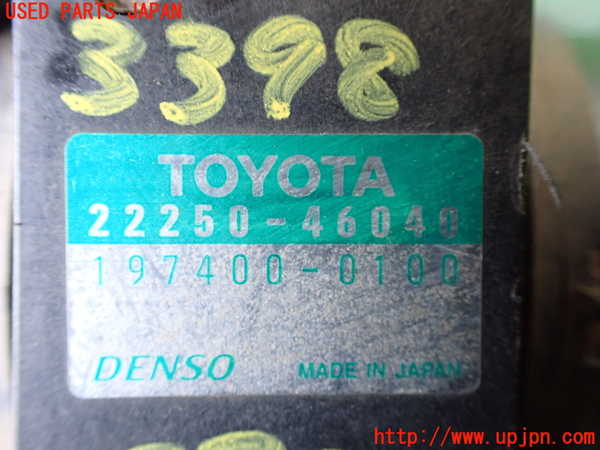 USED PARTS-JAPAN
3398
TOYOTA
22250-46040
197400-0100
DENSO
MADE IN JAPAN
http://www.upjpn.com/